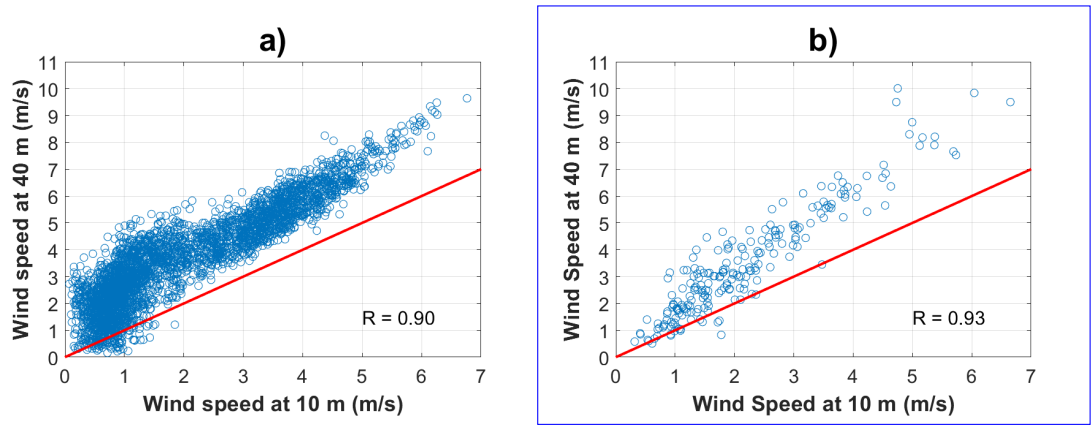 a)
11
10
9
8
7
6
5
4
3
2
1
0
Wind speed at 40 m (m/s)
R = 0.90
0 1 2 3 4 5 6 7
Wind speed at 10 m (m/s)
b)
11
10
9
8
7
6
5
4
3
2
1
0
Wind Speed at 40 m (m/s)
R = 0.93
0 1 2 3 4 5 6 7
Wind Speed at 10 m (m/s)